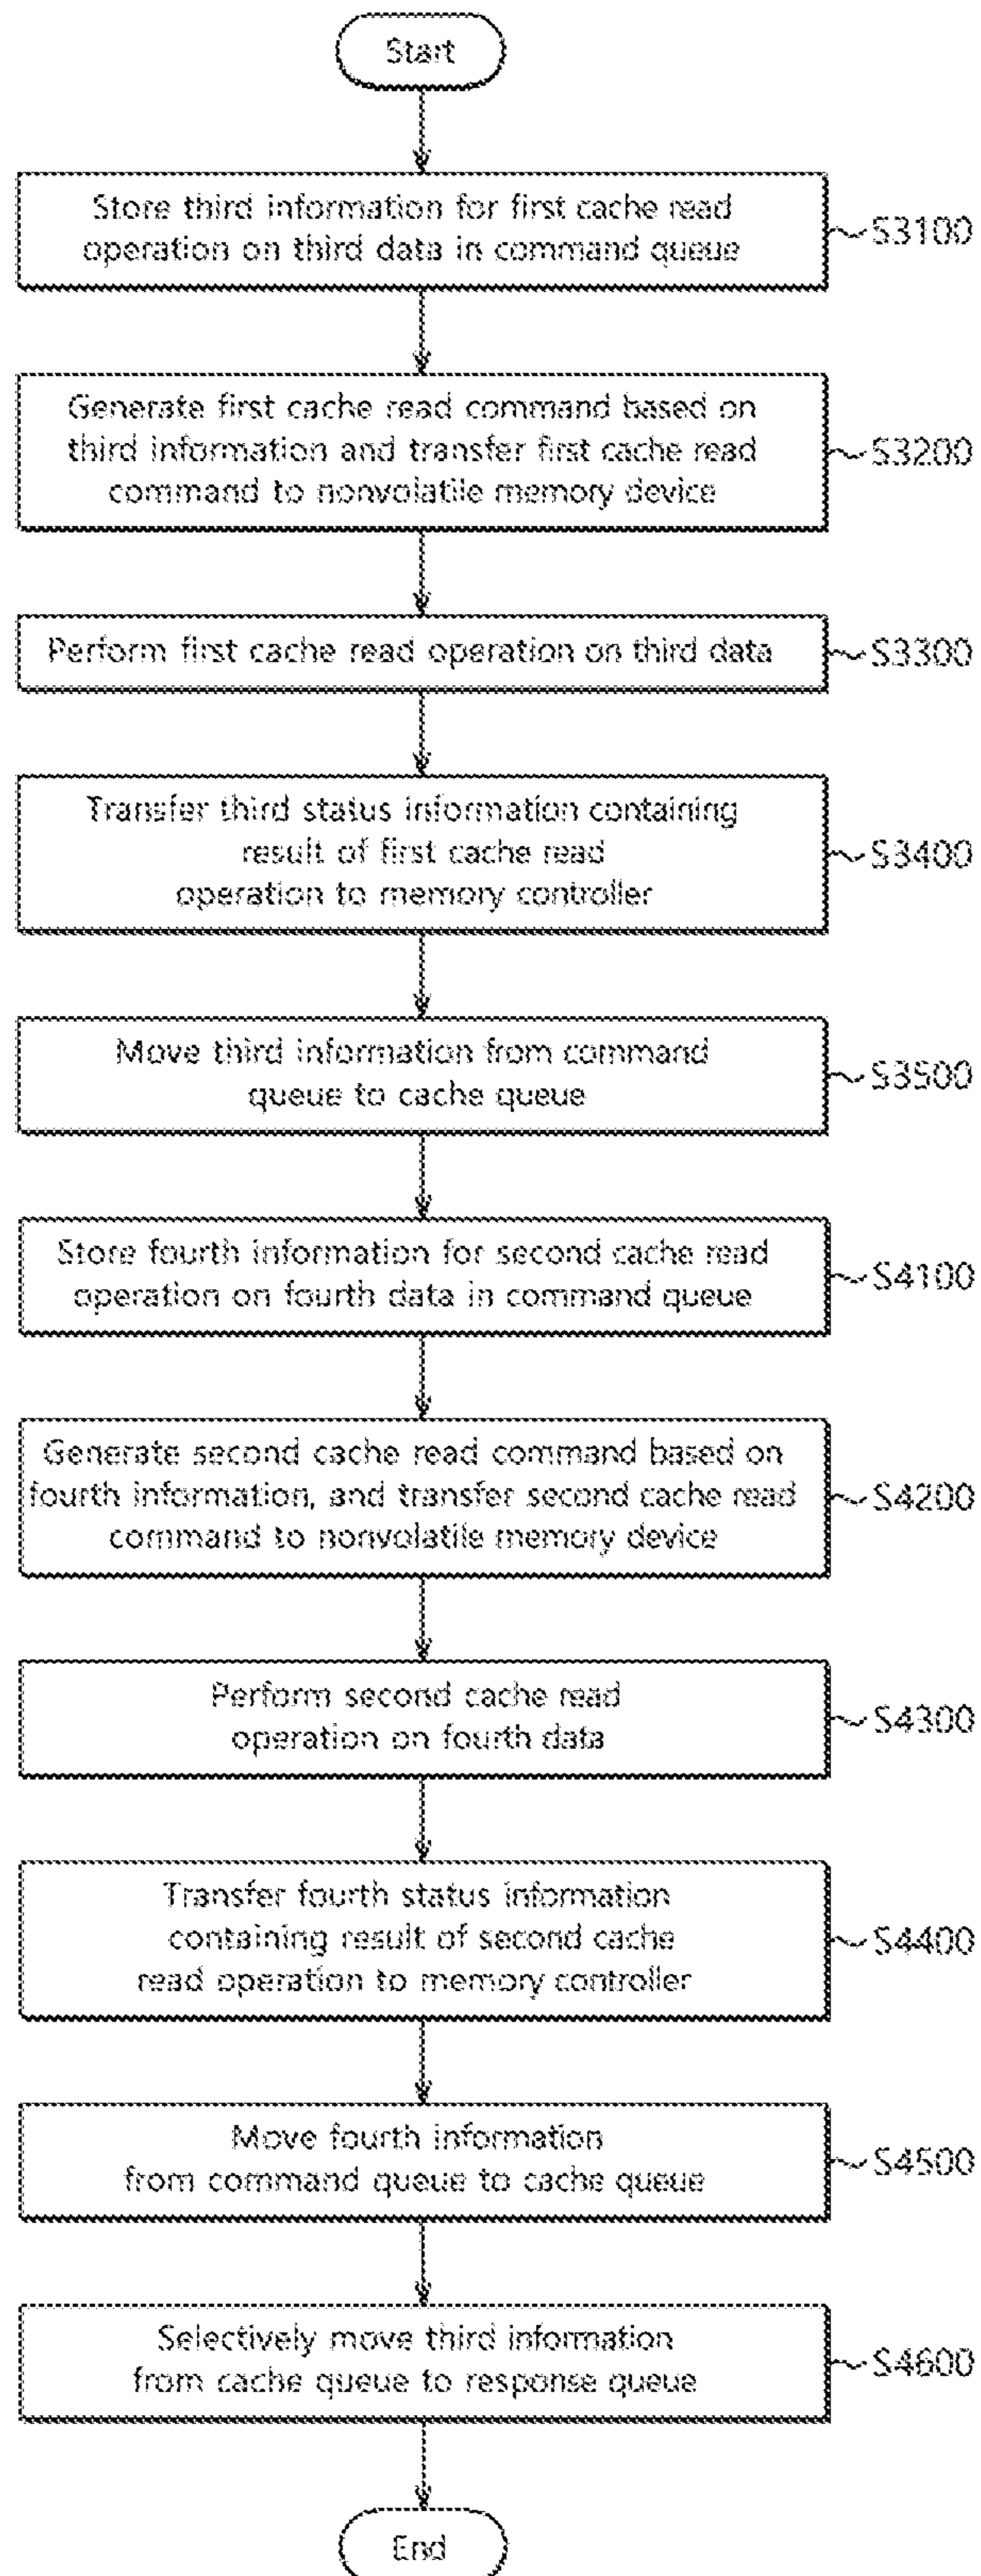 Start
Store third information for first cache read
operation on third data in command queue
S3100
Generate first cache read command based on
third information and transfer first cache read
command to nonvolatile memory device
S3200
Perform first cache read operation on third data
S3300
Transfer third status information containing
result of first cache read
operation to memory controller
S3400
Move third information from command
queue to cache queue
S3500
Store fourth information for second cache read
operation on fourth data in command queue
S4100
Generate second cache read command based on
fourth information, and transfer second cache read
command to nonvolatile memory device
S4200
Perform second cache read
operation on fourth data
S4300
Transfer fourth status information
containing result of second cache
read operation to memory controller
S4400
Move fourth information
from command queue to cache queue
S4500
Selectively move third information
from cache queue to response queue
S4600
End